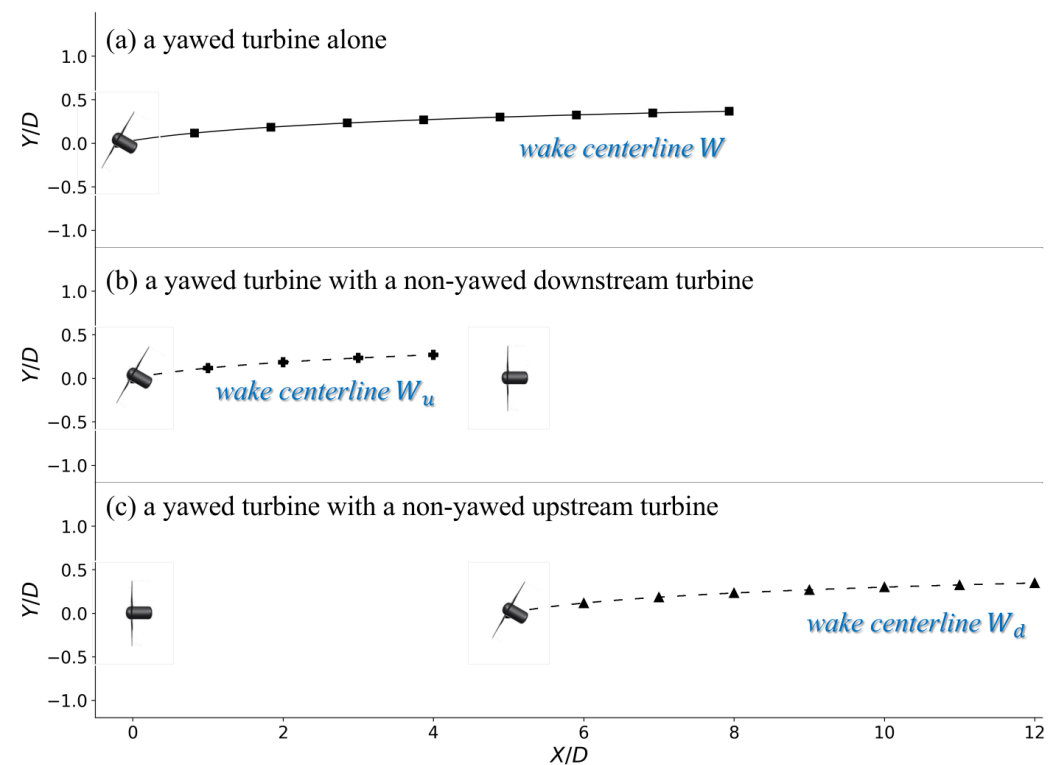 (a) a yawed turbine alone
1.0
0.5
0.0
−0.5
−1.0
Y/D
wake centerline W
(b) a yawed turbine with a non-yawed downstream turbine
1.0
0.5
0.0
−0.5
−1.0
Y/D
wake centerline Wᵤ
(c) a yawed turbine with a non-yawed upstream turbine
1.0
0.5
0.0
−0.5
−1.0
Y/D
wake centerline W_d
0 2 4 6 8 10 12
X/D